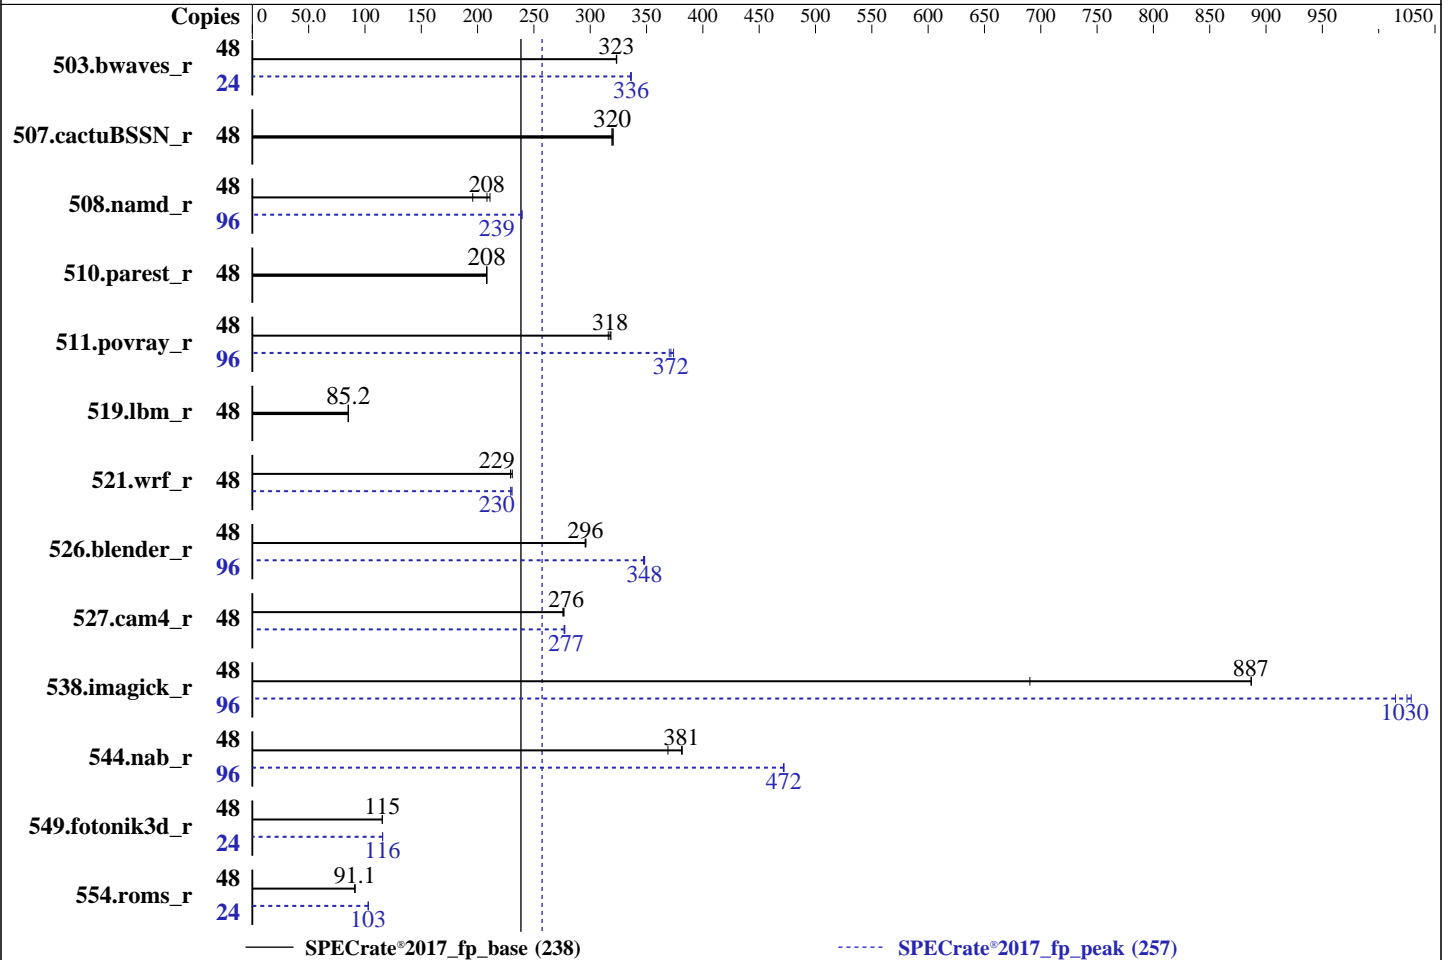 Copies 0 50.0 100 150 200 250 300 350 400 450 500 550 600 650 700 750 800 850 900 950 1050
503.bwaves_r 48 323
24 336
507.cactuBSSN_r 48 320
508.namd_r 48 208
96 239
510.parest_r 48 208
511.povray_r 48 318
96 372
519.lbm_r 48 85.2
521.wrf_r 48 229
230
526.blender_r 48 296
96 348
527.cam4_r 48 276
277
538.imagick_r 48 887
96 1030
544.nab_r 48 381
96 472
549.fotonik3d_r 48 115
24 116
554.roms_r 48 91.1
24 103
SPECrate®2017_fp_base (238) SPECrate®2017_fp_peak (257)